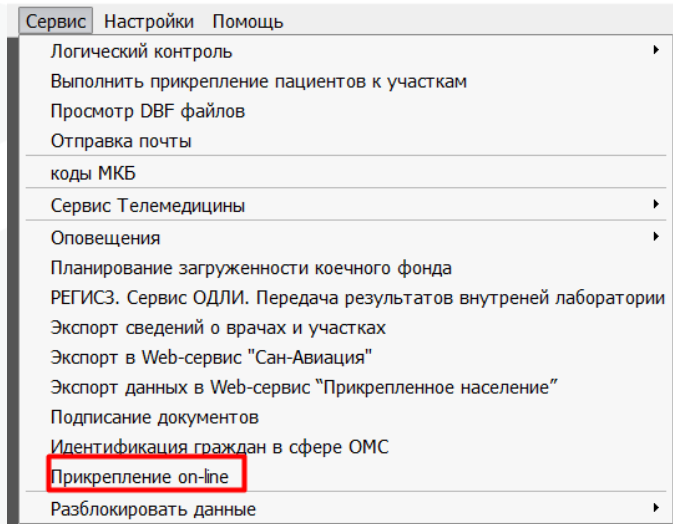 Сервис Настройки Помощь
Логический контроль
Выполнить прикрепление пациентов к участкам
Просмотр DBF файлов
Отправка почты
коды МКБ
Сервис Телемедицины
Оповещения
Планирование загруженности коечного фонда
РЕГИСЗ. Сервис ОДЛИ. Передача результатов внутреней лаборатории
Экспорт сведений о врачах и участках
Экспорт в Web-сервис "Сан-Авиация"
Экспорт данных в Web-сервис “Прикрепленное население”
Подписание документов
Идентификация граждан в сфере ОМС
Прикрепление on-line
Разблокировать данные